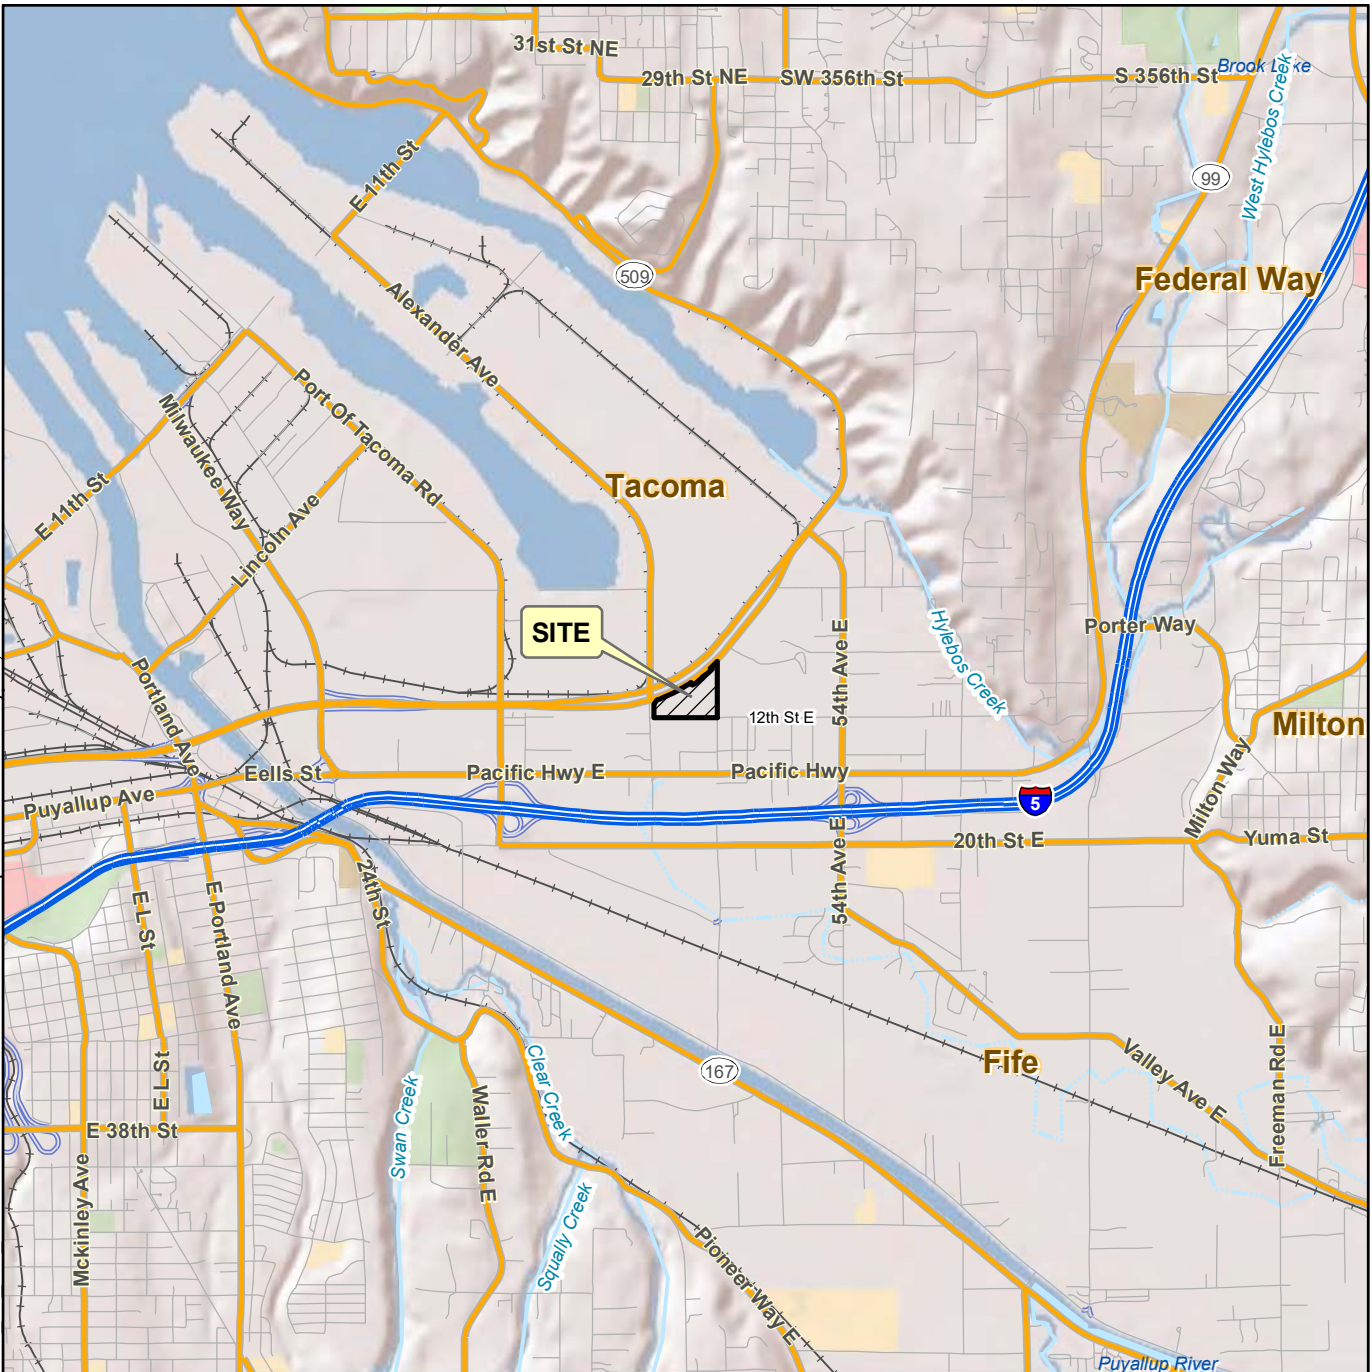 31st St NE
29th St NE
SW 356th St
S 356th St
Brook Lake
West Hylebos Creek
99
E 11th St
509
Federal Way
Alexander Ave
Port Of Tacoma Rd
Milwaukee Way
Lincoln Ave
E 11th St
Tacoma
SITE
Hylebos Creek
54th Ave E
12th St E
Porter Way
Milton
Milton Way
Portland Ave
Eells St
Pacific Hwy E
Pacific Hwy
Puyallup Ave
5
20th St E
Yuma St
54th Ave E
24th St
E L St
E Portland Ave
Fife
167
Valley Ave E
Freeman Rd E
Clear Creek
Swan Creek
Waller Rd E
E L St
E 38th St
Mckinley Ave
Squally Creek
Pioneer Way E
Puyallup River